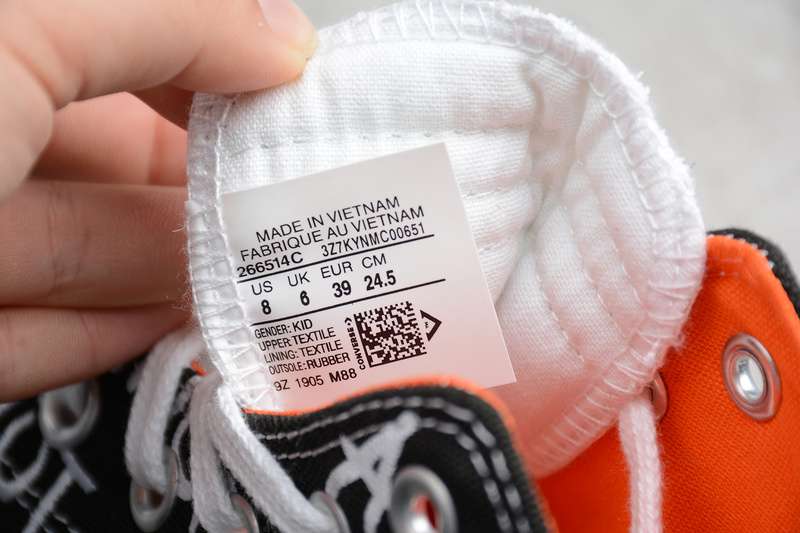 MADE IN VIETNAM
FABRIQUE AU VIETNAM
266514C 3Z7KYNMC00651
US UK EUR CM
8 6 39 24.5
GENDER: KID
UPPER: TEXTILE
LINING: TEXTILE
OUTSOLE: RUBBER
CONVERSE
9Z 1905 M88